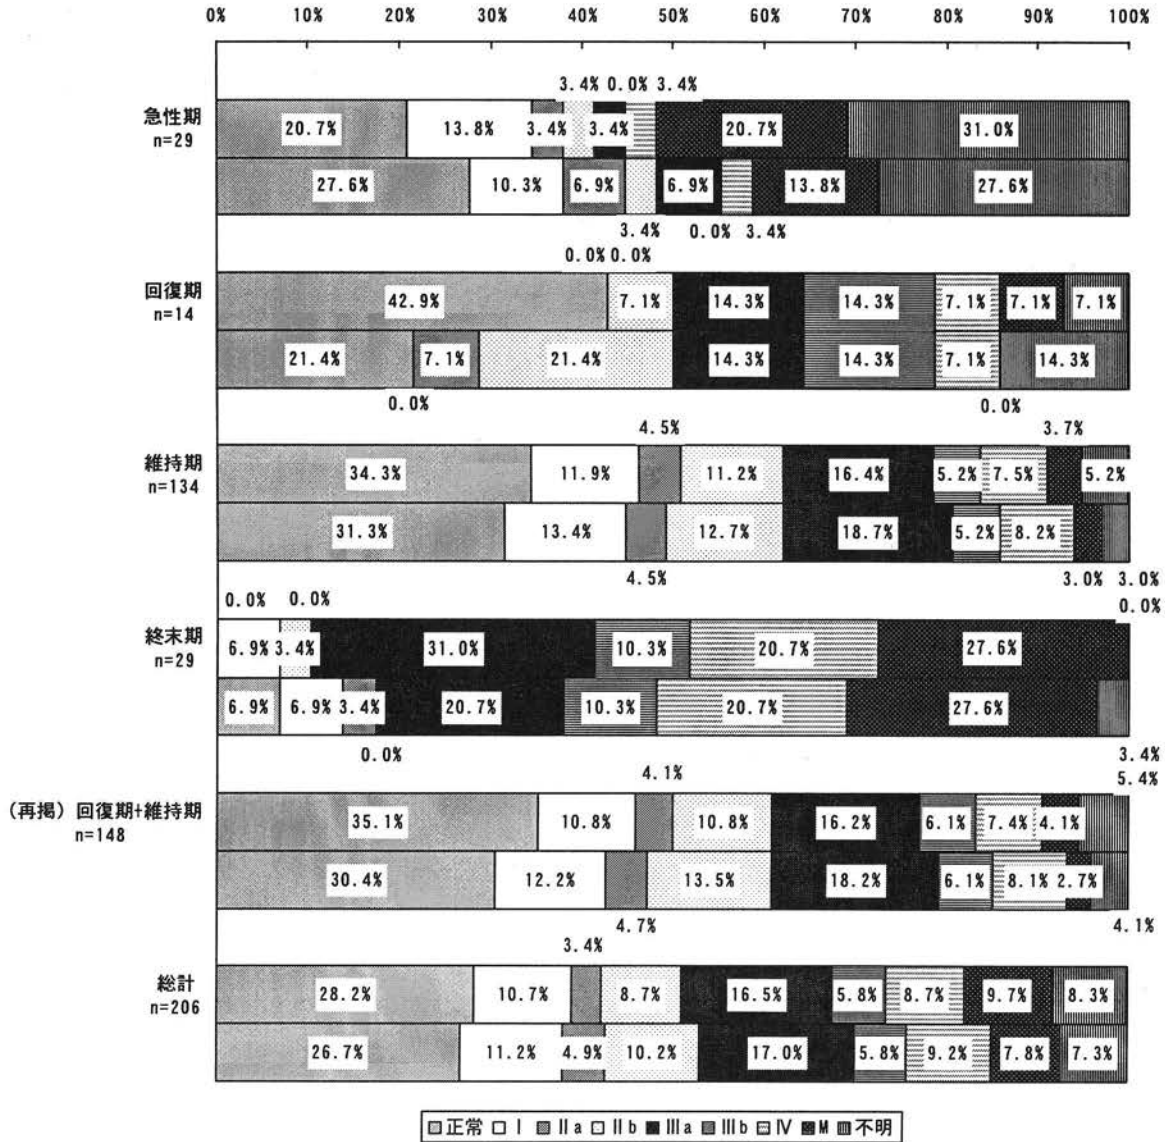 0% 10% 20% 30% 40% 50% 60% 70% 80% 90% 100%
3.4% 0.0% 3.4%
急性期
n=29
20.7% 13.8% 3.4% 3.4% 20.7% 31.0%
27.6% 10.3% 6.9% 6.9% 13.8% 27.6%
3.4% 0.0% 3.4%
0.0% 0.0%
回復期
n=14
42.9% 7.1% 14.3% 14.3% 7.1% 7.1% 7.1%
21.4% 7.1% 21.4% 14.3% 14.3% 7.1% 14.3%
0.0% 0.0%
4.5% 3.7%
維持期
n=134
34.3% 11.9% 11.2% 16.4% 5.2% 7.5% 5.2%
31.3% 13.4% 12.7% 18.7% 5.2% 8.2%
4.5% 3.0% 3.0%
0.0% 0.0% 0.0%
終末期
n=29
6.9% 3.4% 31.0% 10.3% 20.7% 27.6%
6.9% 6.9% 3.4% 20.7% 10.3% 20.7% 27.6%
0.0% 3.4%
4.1% 5.4%
(再掲) 回復期+維持期
n=148
35.1% 10.8% 10.8% 16.2% 6.1% 7.4% 4.1%
30.4% 12.2% 13.5% 18.2% 6.1% 8.1% 2.7%
4.7% 4.1%
3.4%
総計
n=206
28.2% 10.7% 8.7% 16.5% 5.8% 8.7% 9.7% 8.3%
26.7% 11.2% 4.9% 10.2% 17.0% 5.8% 9.2% 7.8% 7.3%
正常 I IIa IIb IIIa IIIb IV M 不明